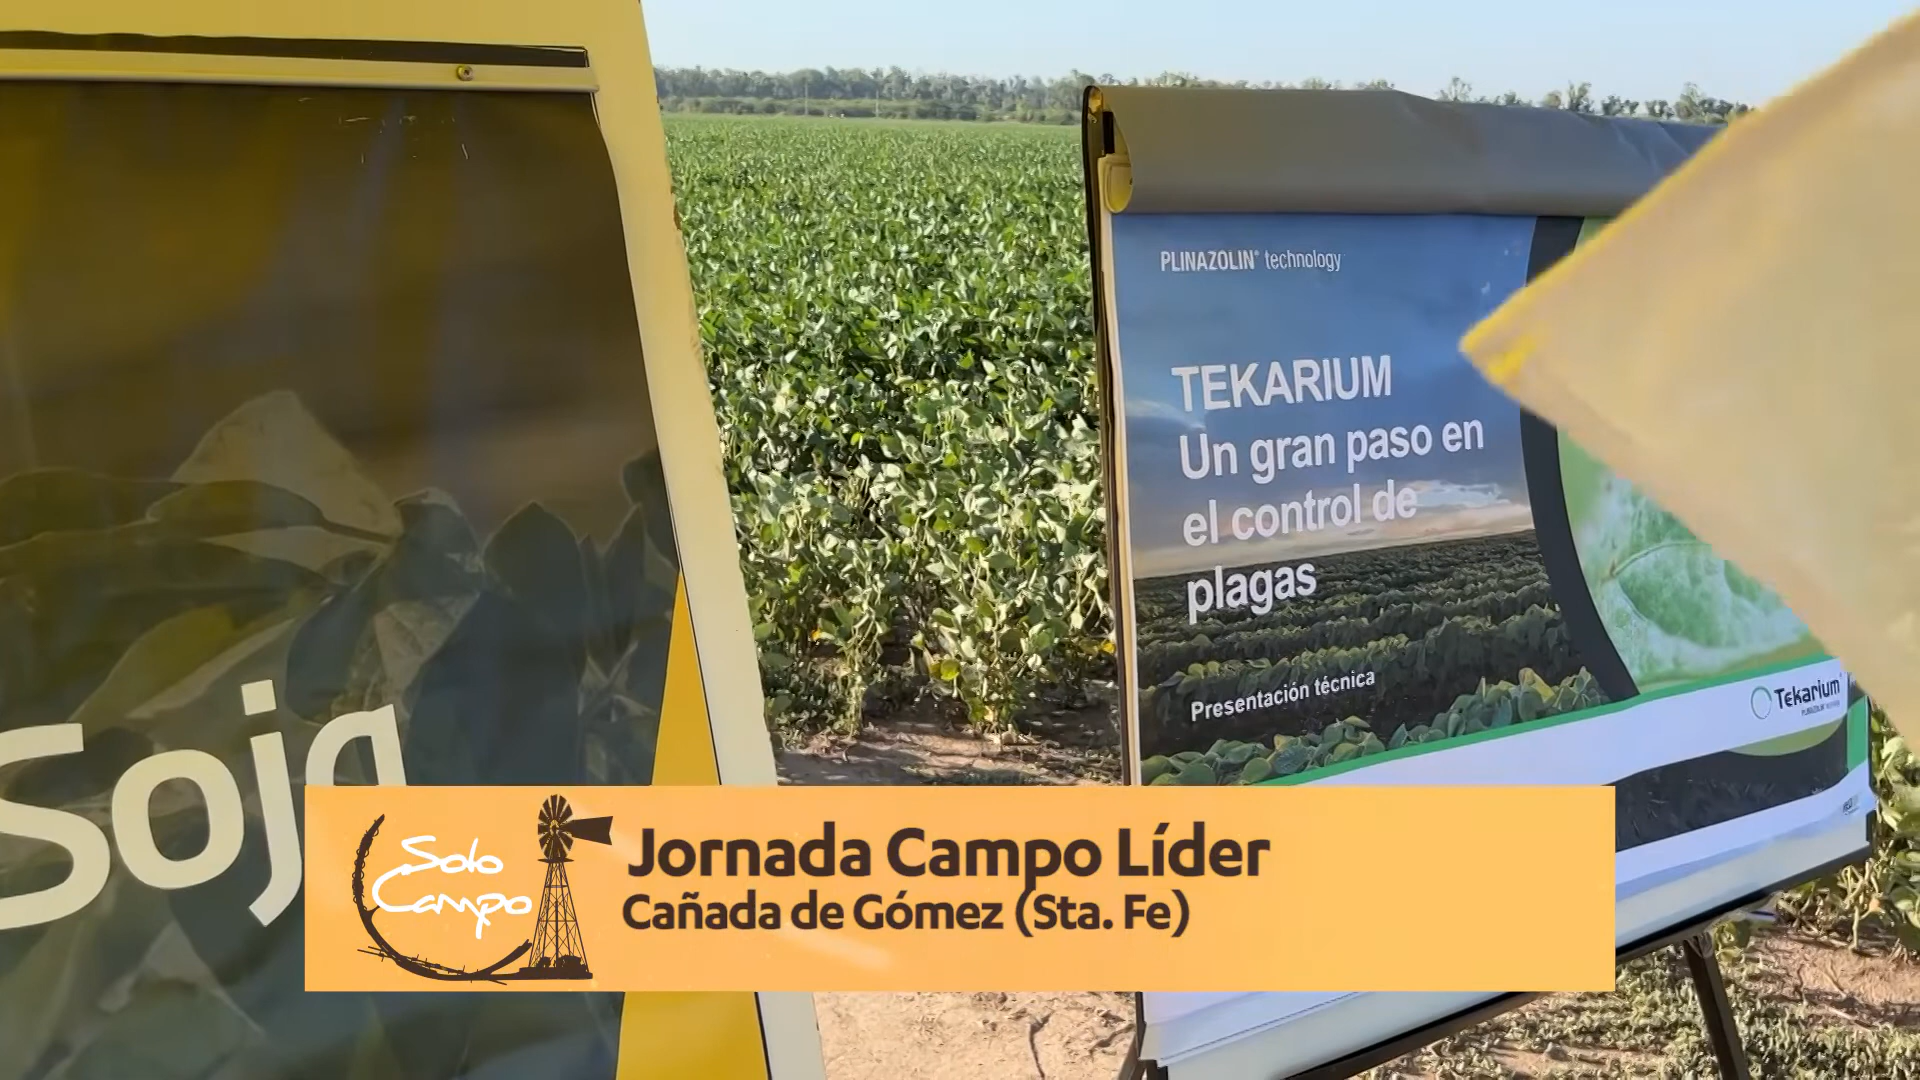 PLINAZOLIN® technology
TEKARIUM
Un gran paso en
el control de
plagas
Presentación técnica
Tekarium
Soja
Solo
Campo
Jornada Campo Líder
Cañada de Gómez (Sta. Fe)